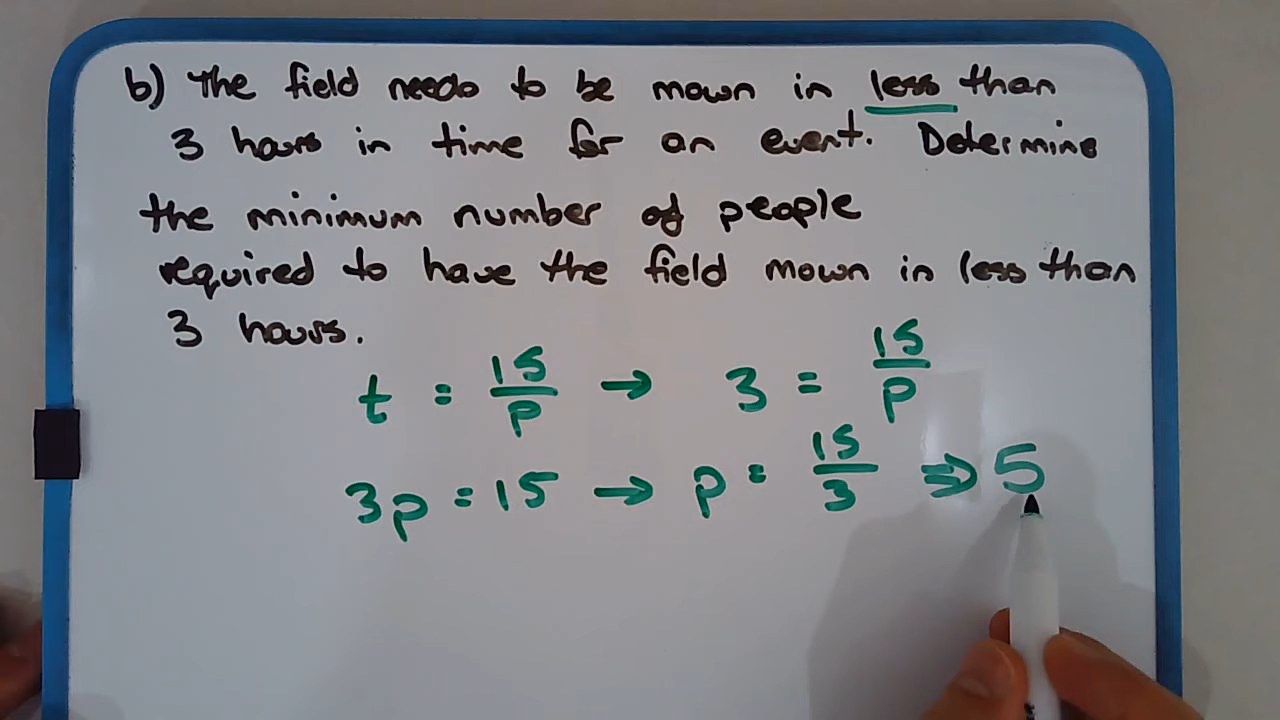 b) The field needs to be mown in less than
3 hours in time for an event. Determine
the minimum number of people
required to have the field mown in less than
3 hours.
t = 15/P → 3 = 15/P
3p = 15 → p = 15/3 ⇒ 5